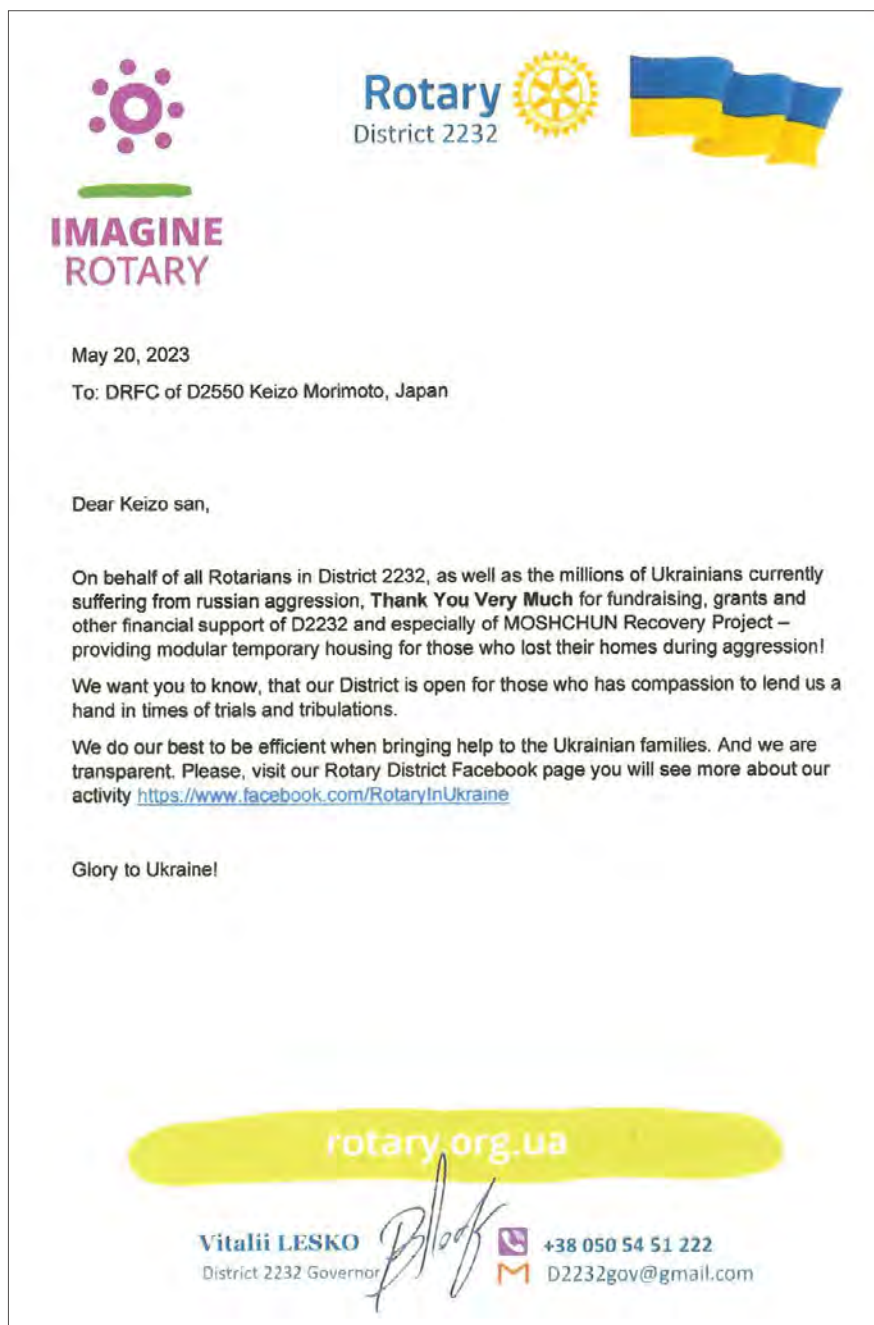 Rotary
District 2232
IMAGINE
ROTARY
May 20, 2023
To: DRFC of D2550 Keizo Morimoto, Japan
Dear Keizo san,
On behalf of all Rotarians in District 2232, as well as the millions of Ukrainians currently
suffering from russian aggression, Thank You Very Much for fundraising, grants and
other financial support of D2232 and especially of MOSHCHUN Recovery Project –
providing modular temporary housing for those who lost their homes during aggression!
We want you to know, that our District is open for those who has compassion to lend us a
hand in times of trials and tribulations.
We do our best to be efficient when bringing help to the Ukrainian families. And we are
transparent. Please, visit our Rotary District Facebook page you will see more about our
activity https://www.facebook.com/RotaryInUkraine
Glory to Ukraine!
rotary.org.ua
Vitalii LESKO
District 2232 Governor
+38 050 54 51 222
D2232gov@gmail.com